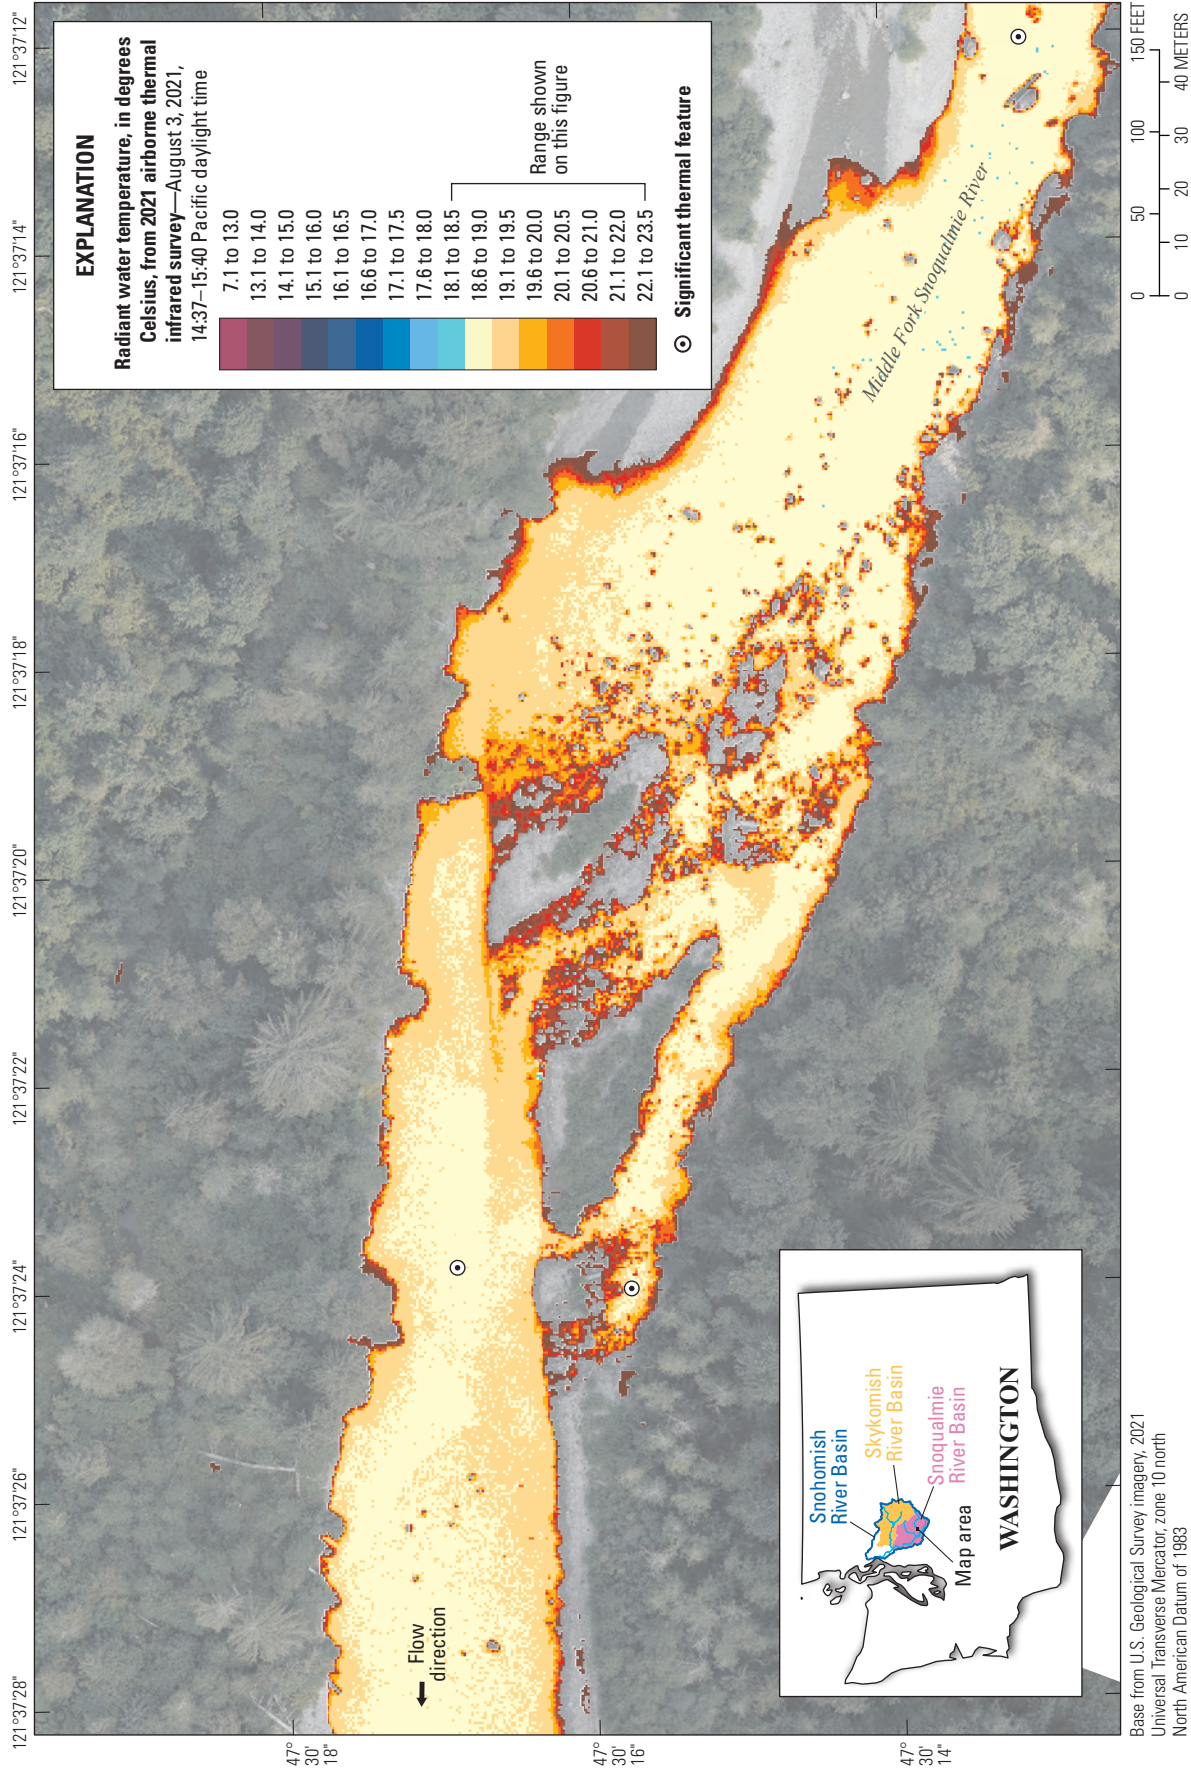 121°37'28"
121°37'26"
121°37'24"
121°37'22"
121°37'20"
121°37'18"
121°37'16"
121°37'14"
121°37'12"
47°
30'
18"
47°
30'
16"
47°
30'
14"
EXPLANATION
Radiant water temperature, in degrees
Celsius, from 2021 airborne thermal
infrared survey—August 3, 2021,
14:37–15:40 Pacific daylight time
7.1 to 13.0
13.1 to 14.0
14.1 to 15.0
15.1 to 16.0
16.1 to 16.5
16.6 to 17.0
17.1 to 17.5
17.6 to 18.0
18.1 to 18.5
18.6 to 19.0
19.1 to 19.5
19.6 to 20.0
20.1 to 20.5
20.6 to 21.0
21.1 to 22.0
22.1 to 23.5
Range shown
on this figure
Significant thermal feature
Flow
direction
Middle Fork Snoqualmie River
Snohomish
River Basin
Skykomish
River Basin
Snoqualmie
River Basin
Map area
WASHINGTON
Base from U.S. Geological Survey imagery, 2021
Universal Transverse Mercator, zone 10 north
North American Datum of 1983
0 50 100 150 FEET
0 10 20 30 40 METERS